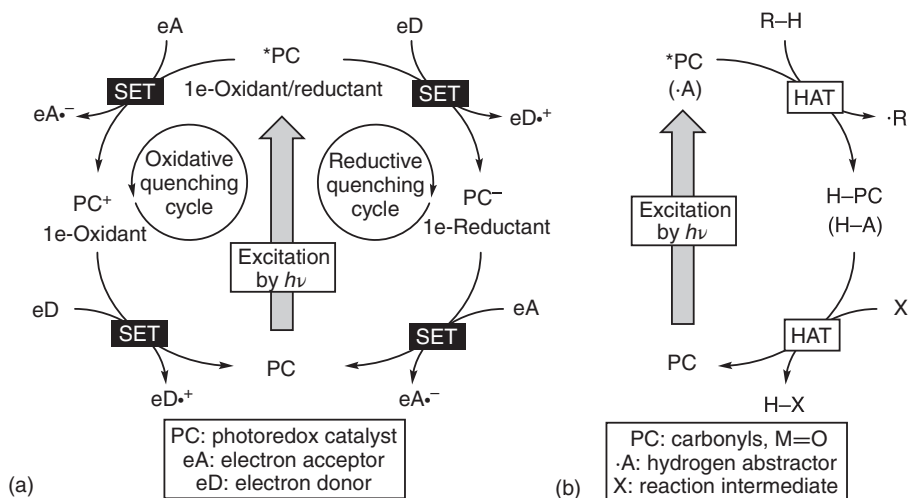 eA
eD
*PC
1e-Oxidant/reductant
SET
SET
eA•−
eD•+
Oxidative
quenching
cycle
Reductive
quenching
cycle
PC+
1e-Oxidant
PC−
1e-Reductant
Excitation
by hν
eD
eA
SET
SET
PC
eD•+
eA•−
PC: photoredox catalyst
eA: electron acceptor
eD: electron donor
(a)
R–H
*PC
(·A)
HAT
·R
Excitation
by hν
H–PC
(H–A)
X
HAT
PC
H–X
PC: carbonyls, M=O
·A: hydrogen abstractor
X: reaction intermediate
(b)